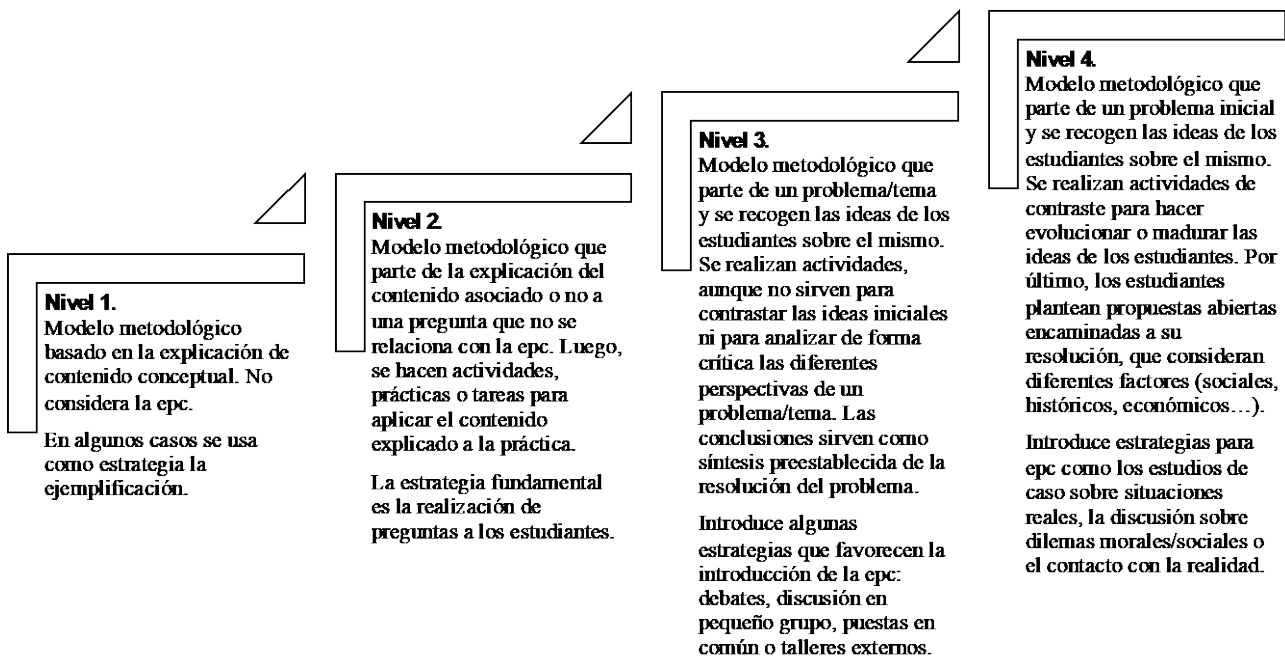 Nivel 1.
Modelo metodológico
basado en la explicación de
contenido conceptual. No
considera la epc.
En algunos casos se usa
como estrategia la
ejemplificación.
Nivel 2.
Modelo metodológico que
parte de la explicación del
contenido asociado o no a
una pregunta que no se
relaciona con la epc. Luego,
se hacen actividades,
prácticas o tareas para
aplicar el contenido
explicado a la práctica.
La estrategia fundamental
es la realización de
preguntas a los estudiantes.
Nivel 3.
Modelo metodológico que
parte de un problema/tema
y se recogen las ideas de los
estudiantes sobre el mismo.
Se realizan actividades,
aunque no sirven para
contrastar las ideas iniciales
ni para analizar de forma
crítica las diferentes
perspectivas de un
problema/tema. Las
conclusiones sirven como
síntesis preestablecida de la
resolución del problema.
Introduce algunas
estrategias que favorecen la
introducción de la epc:
debates, discusión en
pequeño grupo, puestas en
común o talleres externos.
Nivel 4.
Modelo metodológico que
parte de un problema inicial
y se recogen las ideas de los
estudiantes sobre el mismo.
Se realizan actividades de
contraste para hacer
evolucionar o madurar las
ideas de los estudiantes. Por
último, los estudiantes
plantean propuestas abiertas
encaminadas a su
resolución, que consideran
diferentes factores (sociales,
históricos, económicos…).
Introduce estrategias para
epc como los estudios de
caso sobre situaciones
reales, la discusión sobre
dilemas morales/sociales o
el contacto con la realidad.